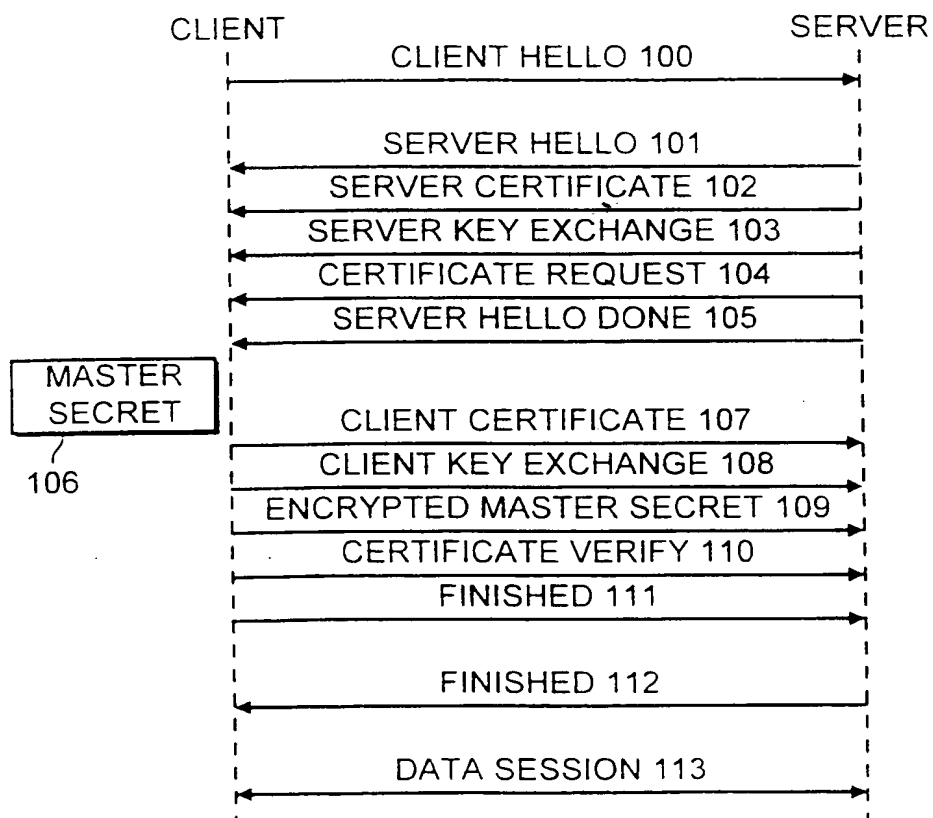 CLIENT
SERVER
CLIENT HELLO 100
SERVER HELLO 101
SERVER CERTIFICATE 102
SERVER KEY EXCHANGE 103
CERTIFICATE REQUEST 104
SERVER HELLO DONE 105
MASTER
SECRET
106
CLIENT CERTIFICATE 107
CLIENT KEY EXCHANGE 108
ENCRYPTED MASTER SECRET 109
CERTIFICATE VERIFY 110
FINISHED 111
FINISHED 112
DATA SESSION 113